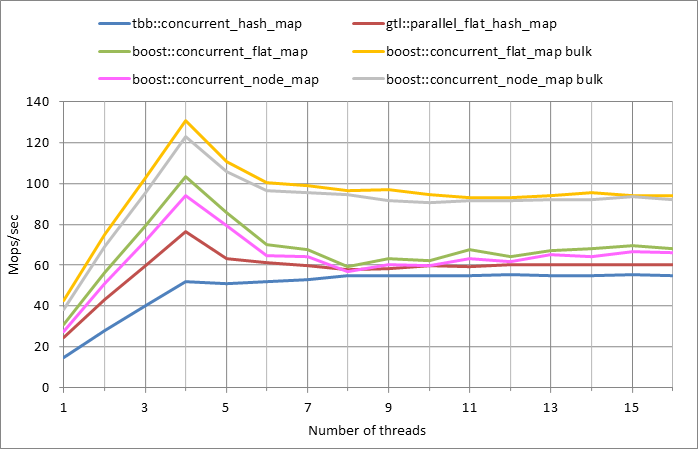 tbb::concurrent_hash_map gtl::parallel_flat_hash_map
boost::concurrent_flat_map boost::concurrent_flat_map bulk
boost::concurrent_node_map boost::concurrent_node_map bulk
140
120
100
80
60
40
20
0
Mops/sec
1 3 5 7 9 11 13 15
Number of threads